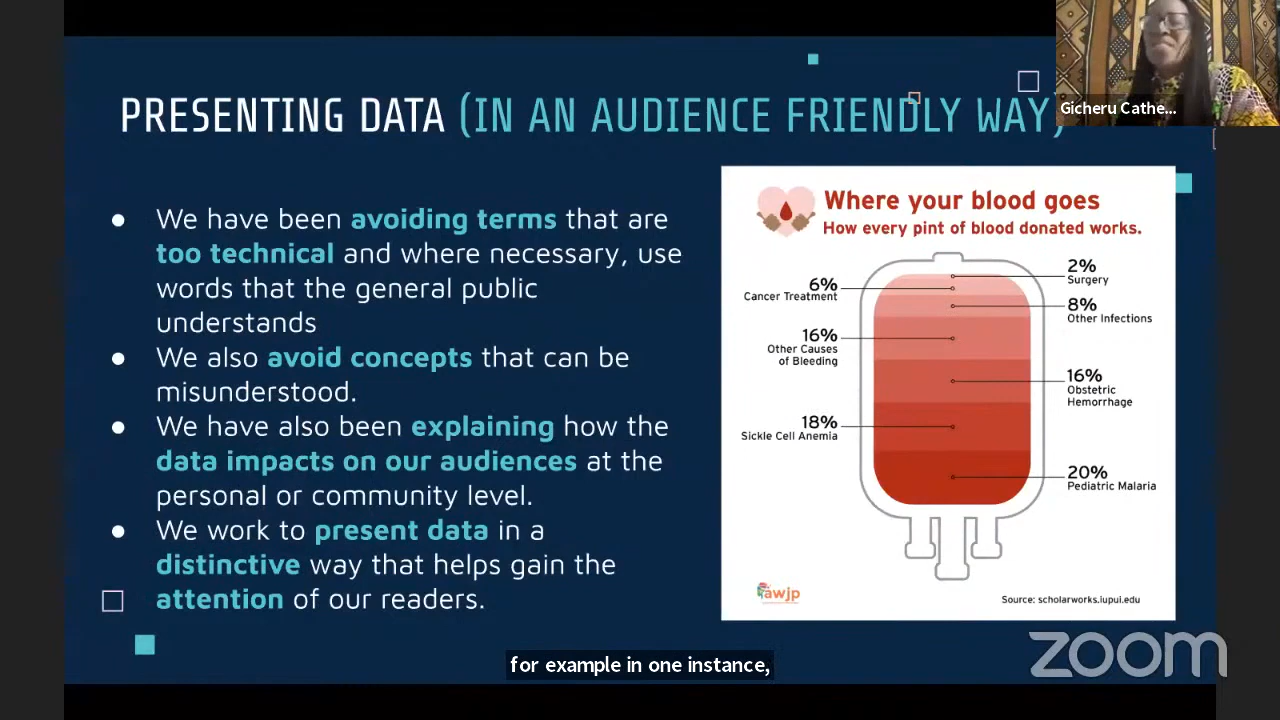 PRESENTING DATA (IN AN AUDIENCE FRIENDLY WAY)
Gicheru Cathe...
● We have been avoiding terms that are
too technical and where necessary, use
words that the general public
understands
● We also avoid concepts that can be
misunderstood.
● We have also been explaining how the
data impacts on our audiences at the
personal or community level.
● We work to present data in a
distinctive way that helps gain the
attention of our readers.
Where your blood goes
How every pint of blood donated works.
2%
Surgery
6%
Cancer Treatment
8%
Other Infections
16%
Other Causes
of Bleeding
16%
Obstetric
Hemorrhage
18%
Sickle Cell Anemia
20%
Pediatric Malaria
awjp
Source: scholarworks.iupui.edu
zoom
for example in one instance,